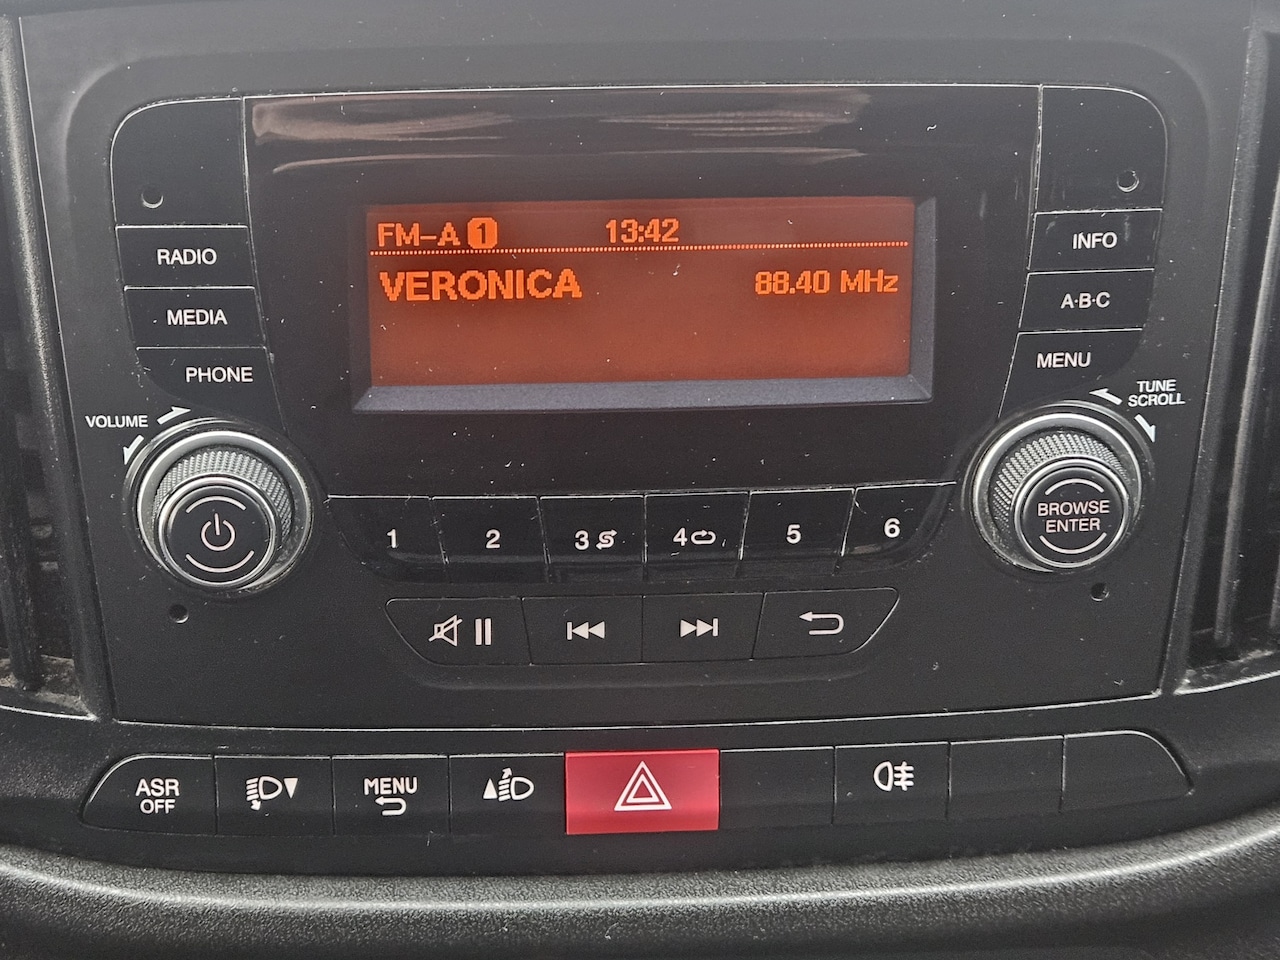 FM-A 1 13:42
VERONICA 88.40 MHz
RADIO
MEDIA
PHONE
VOLUME
INFO
A·B·C
MENU
TUNE
SCROLL
BROWSE
ENTER
1 2 3 4 5 6
ASR
OFF
MENU